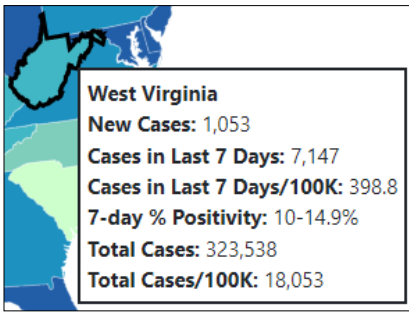 West Virginia
New Cases: 1,053
Cases in Last 7 Days: 7,147
Cases in Last 7 Days/100K: 398.8
7-day % Positivity: 10-14.9%
Total Cases: 323,538
Total Cases/100K: 18,053